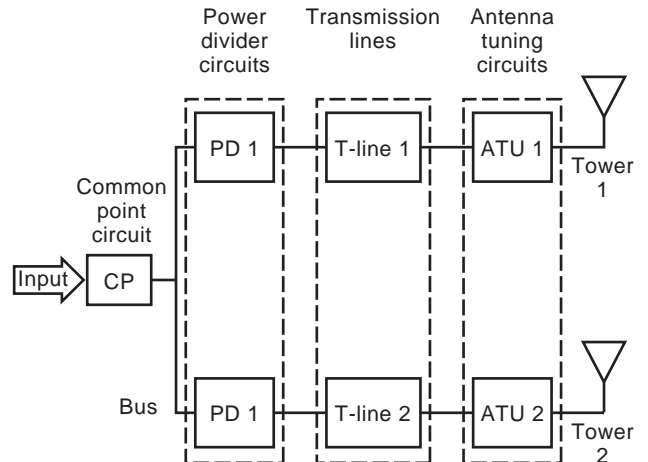 Power
divider
circuits
Transmission
lines
Antenna
tuning
circuits
PD 1
T-line 1
ATU 1
Tower
1
Common
point
circuit
Input
CP
Bus
PD 1
T-line 2
ATU 2
Tower
2